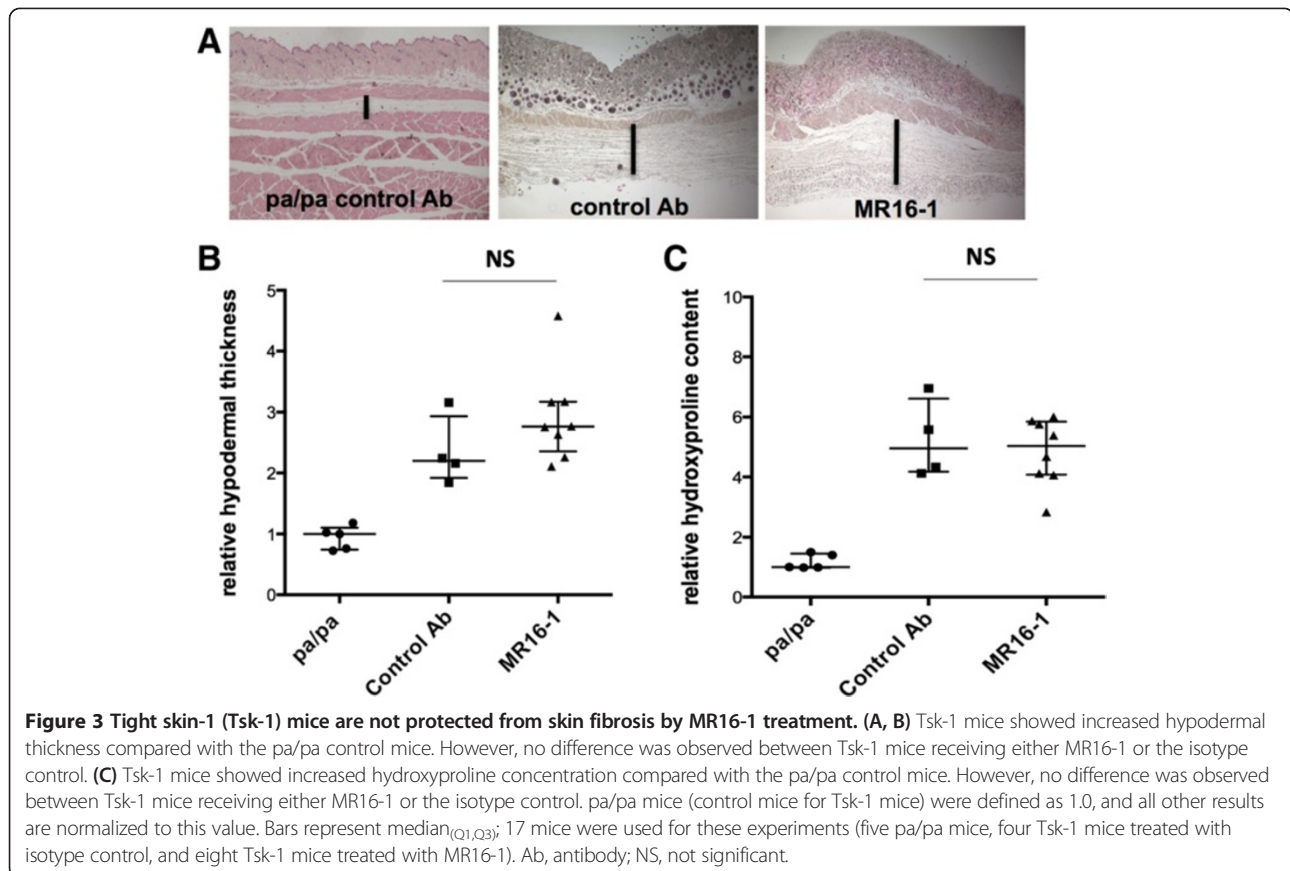 A
pa/pa control Ab
control Ab
MR16-1
B
NS
relative hypodermal thickness
5
4
3
2
1
0
pa/pa
Control Ab
MR16-1
C
NS
relative hydroxyproline content
10
8
6
4
2
0
pa/pa
Control Ab
MR16-1
Figure 3 Tight skin-1 (Tsk-1) mice are not protected from skin fibrosis by MR16-1 treatment. (A, B) Tsk-1 mice showed increased hypodermal
thickness compared with the pa/pa control mice. However, no difference was observed between Tsk-1 mice receiving either MR16-1 or the isotype
control. (C) Tsk-1 mice showed increased hydroxyproline concentration compared with the pa/pa control mice. However, no difference was observed
between Tsk-1 mice receiving either MR16-1 or the isotype control. pa/pa mice (control mice for Tsk-1 mice) were defined as 1.0, and all other results
are normalized to this value. Bars represent median(Q1,Q3); 17 mice were used for these experiments (five pa/pa mice, four Tsk-1 mice treated with
isotype control, and eight Tsk-1 mice treated with MR16-1). Ab, antibody; NS, not significant.